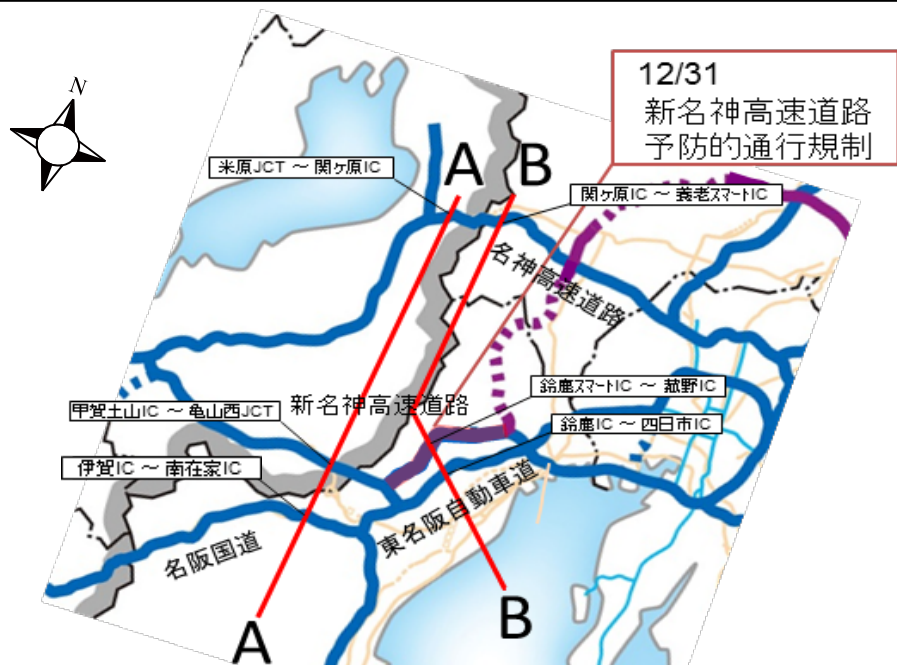 N
12/31
新名神高速道路
予防的通行規制
A
B
米原JCT ～ 関ヶ原IC
関ヶ原IC ～ 養老スマートIC
名神高速道路
鈴鹿スマートIC ～ 菰野IC
甲賀土山IC ～ 亀山西JCT
新名神高速道路
鈴鹿IC ～ 四日市IC
伊賀IC ～ 南在家IC
東名阪自動車道
名阪国道
A
B